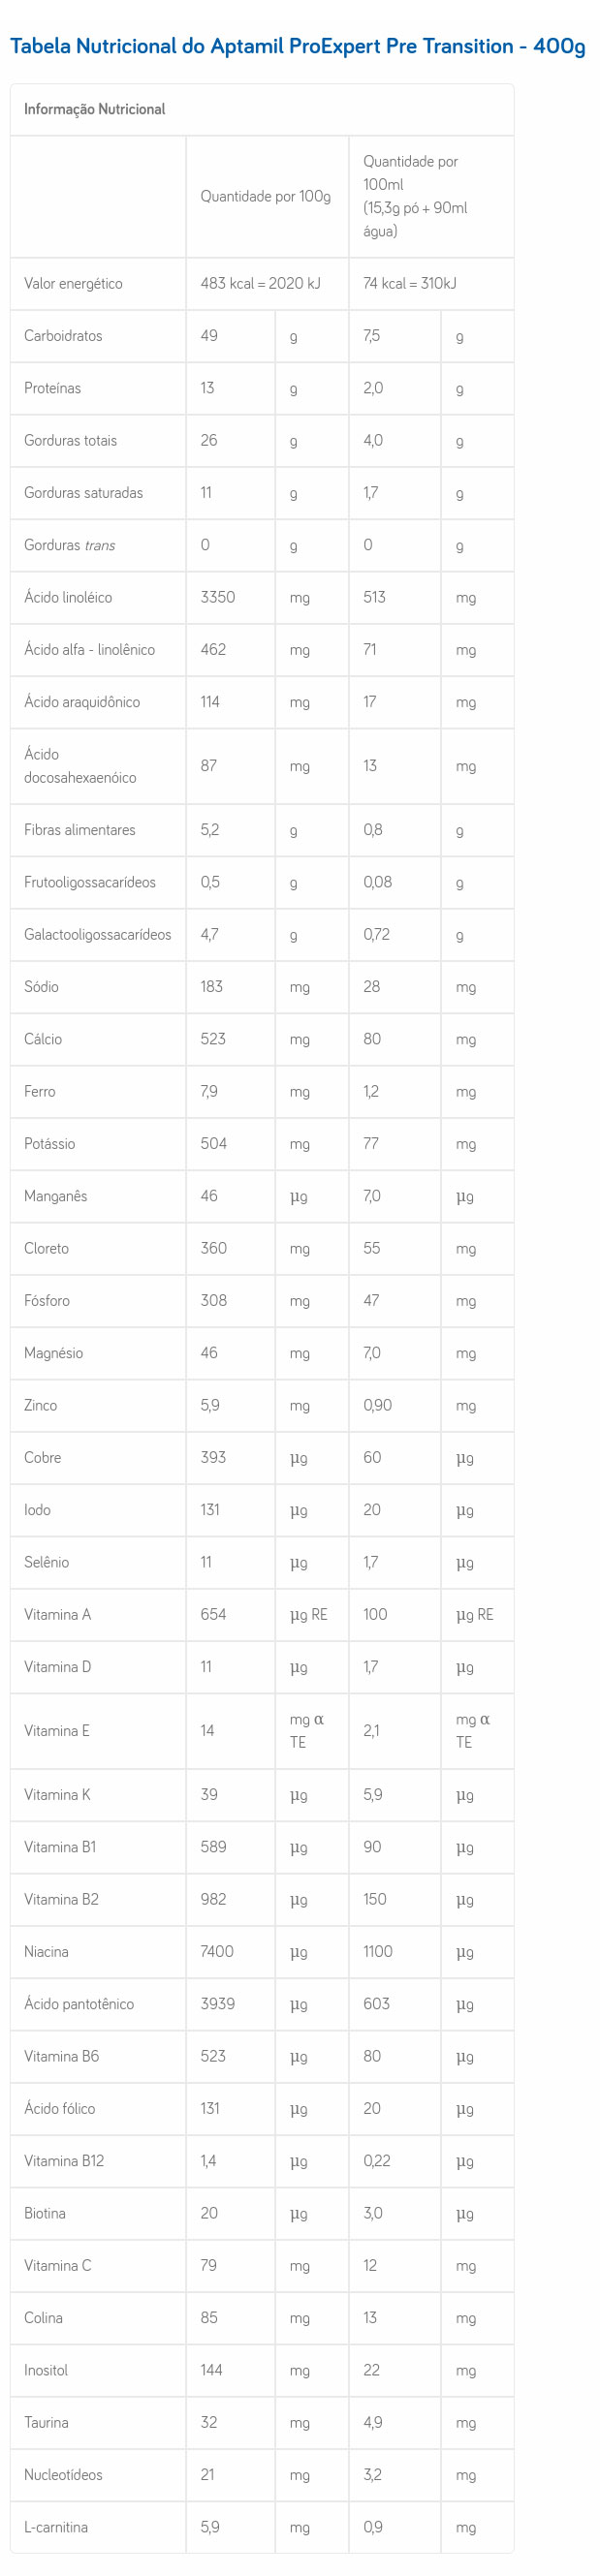 Tabela Nutricional do Aptamil ProExpert Pre Transition - 400g
Informação Nutricional
Quantidade por 100g
Quantidade por
100ml
(15,3g pó + 90ml
água)
Valor energético 483 kcal = 2020 kJ 74 kcal = 310kJ
Carboidratos 49 g 7,5 g
Proteínas 13 g 2,0 g
Gorduras totais 26 g 4,0 g
Gorduras saturadas 11 g 1,7 g
Gorduras trans 0 g 0 g
Ácido linoléico 3350 mg 513 mg
Ácido alfa - linolênico 462 mg 71 mg
Ácido araquidônico 114 mg 17 mg
Ácido
docosahexaenóico 87 mg 13 mg
Fibras alimentares 5,2 g 0,8 g
Frutooligossacarídeos 0,5 g 0,08 g
Galactooligossacarídeos 4,7 g 0,72 g
Sódio 183 mg 28 mg
Cálcio 523 mg 80 mg
Ferro 7,9 mg 1,2 mg
Potássio 504 mg 77 mg
Manganês 46 µg 7,0 µg
Cloreto 360 mg 55 mg
Fósforo 308 mg 47 mg
Magnésio 46 mg 7,0 mg
Zinco 5,9 mg 0,90 mg
Cobre 393 µg 60 µg
Iodo 131 µg 20 µg
Selênio 11 µg 1,7 µg
Vitamina A 654 µg RE 100 µg RE
Vitamina D 11 µg 1,7 µg
Vitamina E 14 mg α TE 2,1 mg α TE
Vitamina K 39 µg 5,9 µg
Vitamina B1 589 µg 90 µg
Vitamina B2 982 µg 150 µg
Niacina 7400 µg 1100 µg
Ácido pantotênico 3939 µg 603 µg
Vitamina B6 523 µg 80 µg
Ácido fólico 131 µg 20 µg
Vitamina B12 1,4 µg 0,22 µg
Biotina 20 µg 3,0 µg
Vitamina C 79 mg 12 mg
Colina 85 mg 13 mg
Inositol 144 mg 22 mg
Taurina 32 mg 4,9 mg
Nucleotídeos 21 mg 3,2 mg
L-carnitina 5,9 mg 0,9 mg